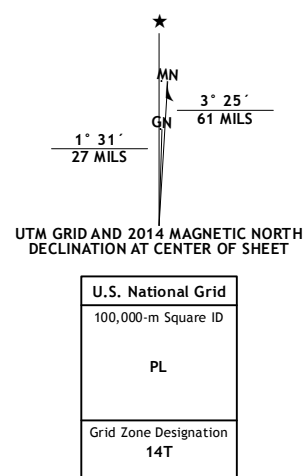 ★
MN
3° 25´
61 MILS
GN
1° 31´
27 MILS
UTM GRID AND 2014 MAGNETIC NORTH
DECLINATION AT CENTER OF SHEET
U.S. National Grid
100,000-m Square ID
PL
Grid Zone Designation
14T